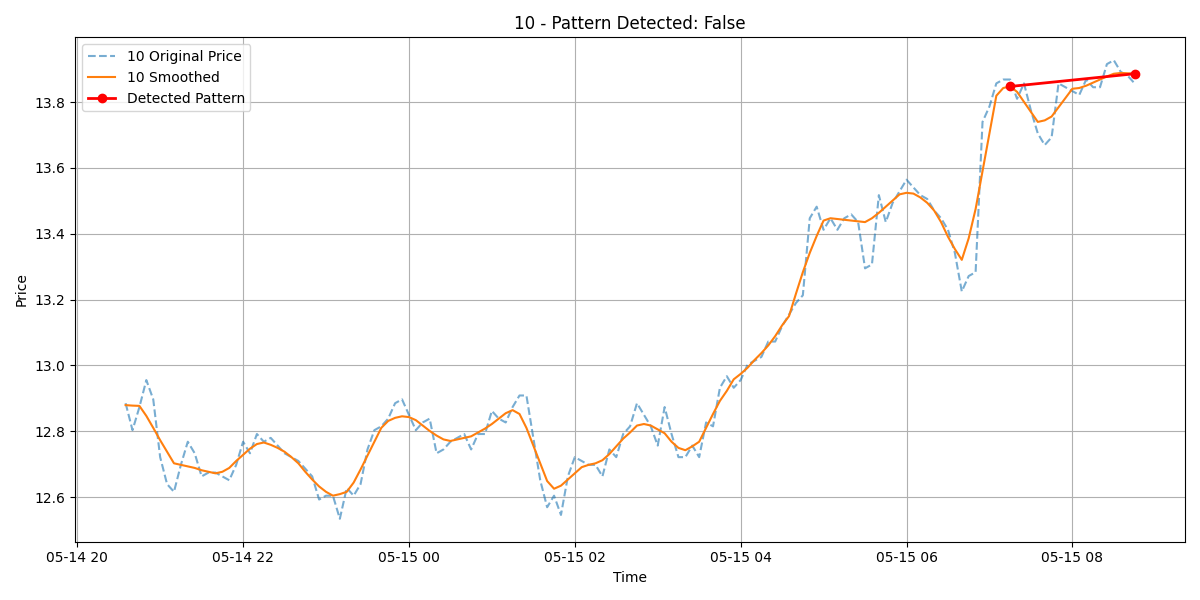 10 - Pattern Detected: False
10 Original Price
10 Smoothed
Detected Pattern
Price
13.8
13.6
13.4
13.2
13.0
12.8
12.6
05-14 20
05-14 22
05-15 00
05-15 02
05-15 04
05-15 06
05-15 08
Time